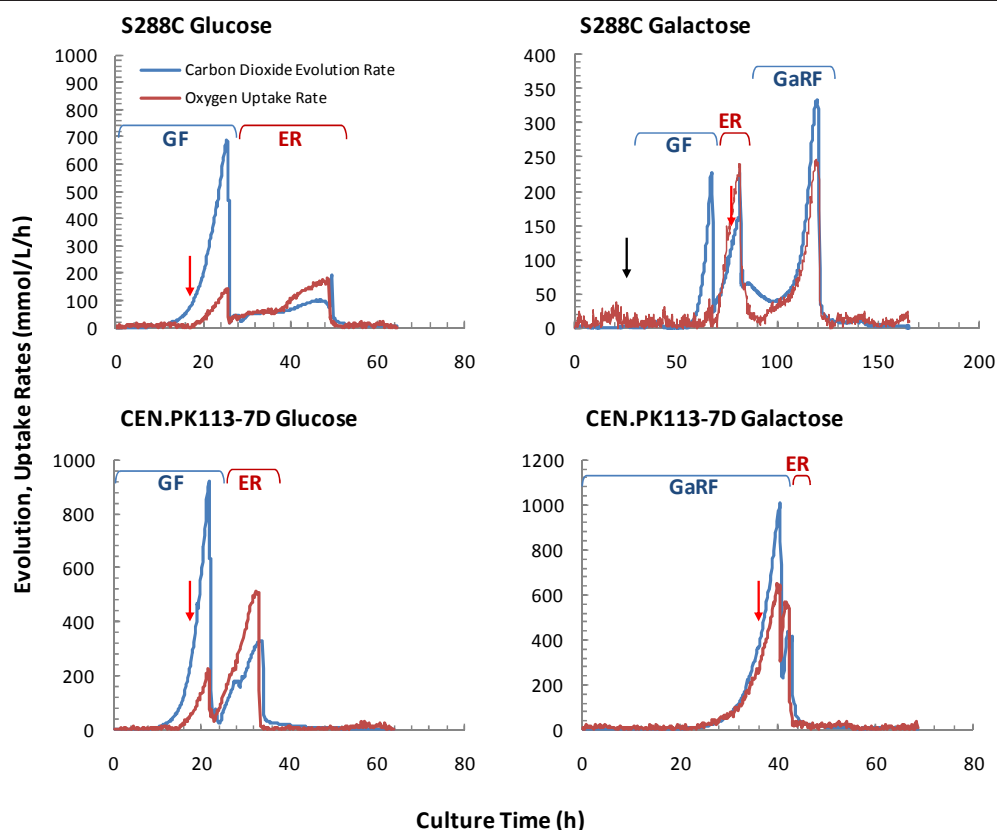 S288C Glucose
1000
900
800
700
600
500
400
300
200
100
0
Carbon Dioxide Evolution Rate
Oxygen Uptake Rate
GF
ER
0 20 40 60 80
S288C Galactose
400
350
300
250
200
150
100
50
0
GF
ER
GaRF
0 50 100 150 200
CEN.PK113-7D Glucose
1000
800
600
400
200
0
GF
ER
0 20 40 60 80
CEN.PK113-7D Galactose
1200
1000
800
600
400
200
0
GaRF
ER
0 20 40 60 80
Evolution, Uptake Rates (mmol/L/h)
Culture Time (h)